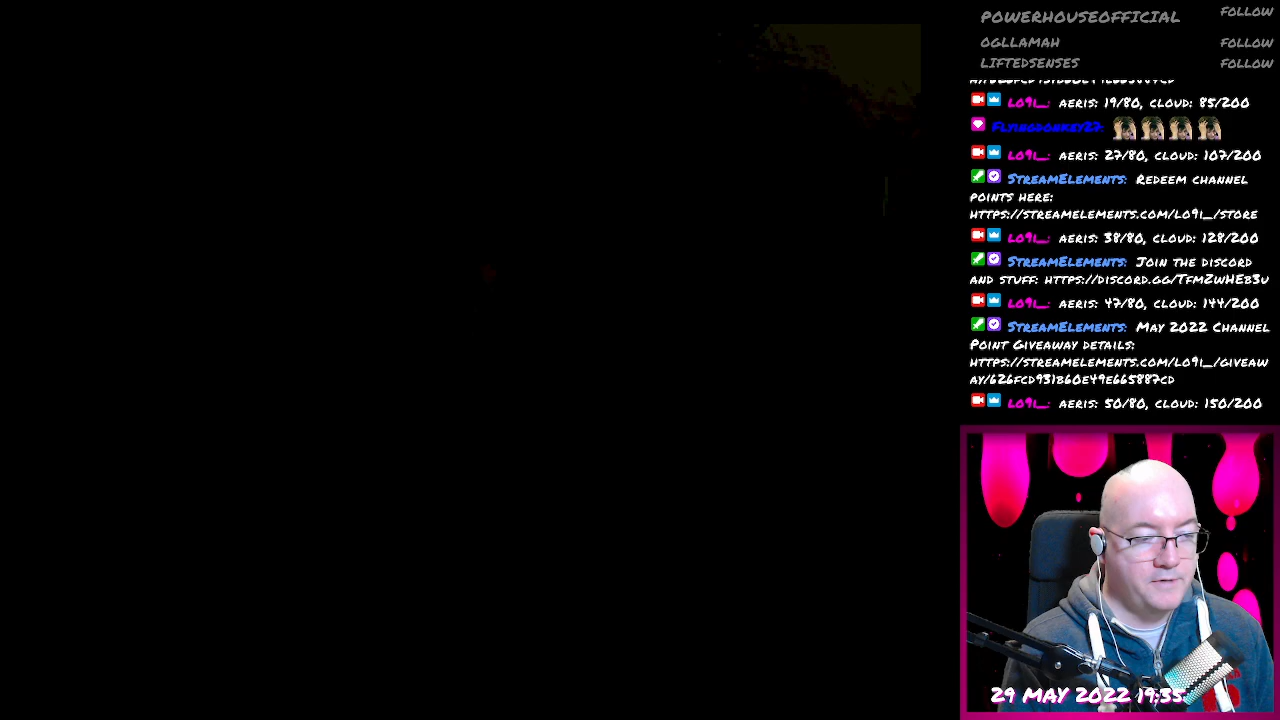 POWERHOUSEOFFICIAL FOLLOW
OGLLAMAH FOLLOW
LIFTEDSENSES FOLLOW
LO9I_: AERIS: 19/80, CLOUD: 85/200
FLYINGDONKEY27:
LO9I_: AERIS: 27/80, CLOUD: 107/200
STREAMELEMENTS: REDEEM CHANNEL
POINTS HERE:
HTTPS://STREAMELEMENTS.COM/LO9I_/STORE
LO9I_: AERIS: 38/80, CLOUD: 128/200
STREAMELEMENTS: JOIN THE DISCORD
AND STUFF: HTTPS://DISCORD.GG/TFMZWHEB3U
LO9I_: AERIS: 47/80, CLOUD: 144/200
STREAMELEMENTS: MAY 2022 CHANNEL
POINT GIVEAWAY DETAILS:
HTTPS://STREAMELEMENTS.COM/LO9I_/GIVEAW
AY/626FCD931B60E49E665887CD
LO9I_: AERIS: 50/80, CLOUD: 150/200
29 MAY 2022 19:35